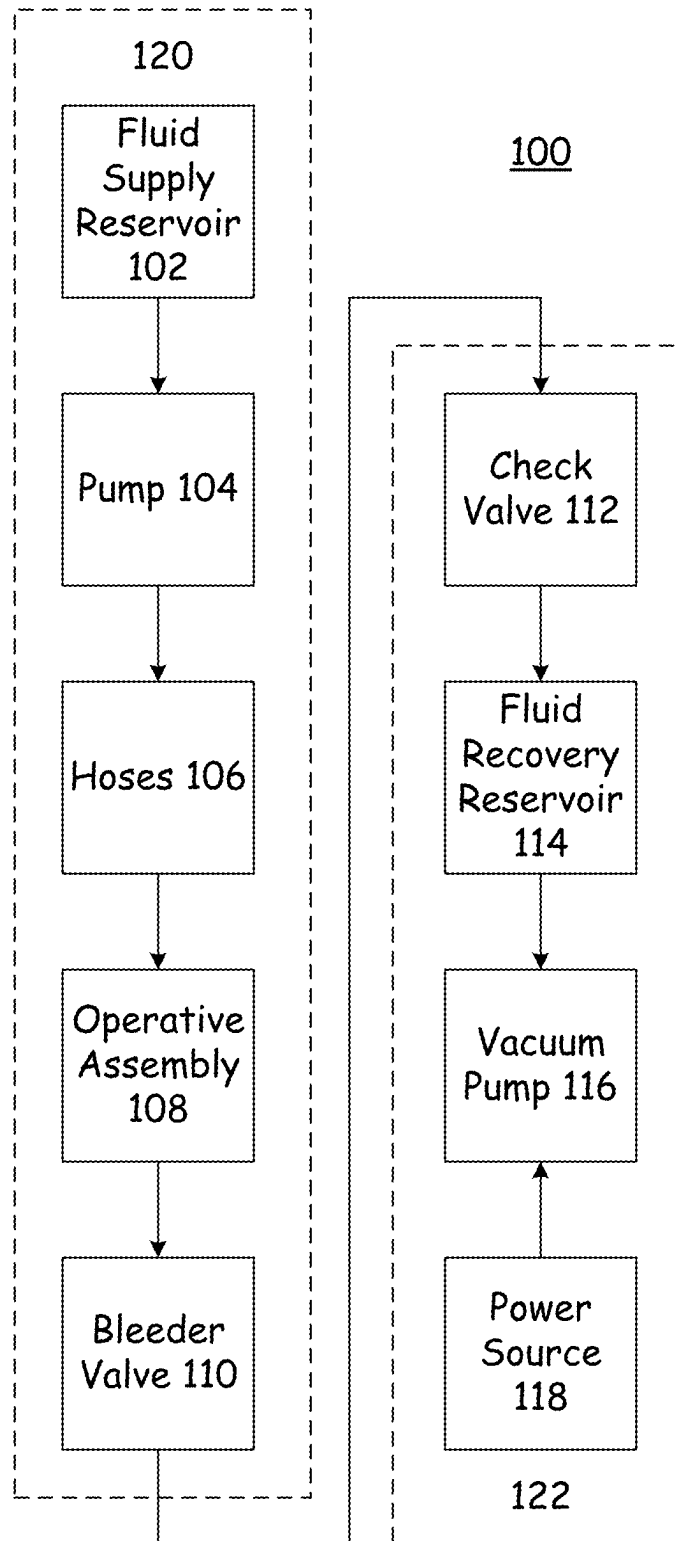 120
Fluid
Supply
Reservoir
102
Pump 104
Hoses 106
Operative
Assembly
108
Bleeder
Valve 110
100
Check
Valve 112
Fluid
Recovery
Reservoir
114
Vacuum
Pump 116
Power
Source
118
122